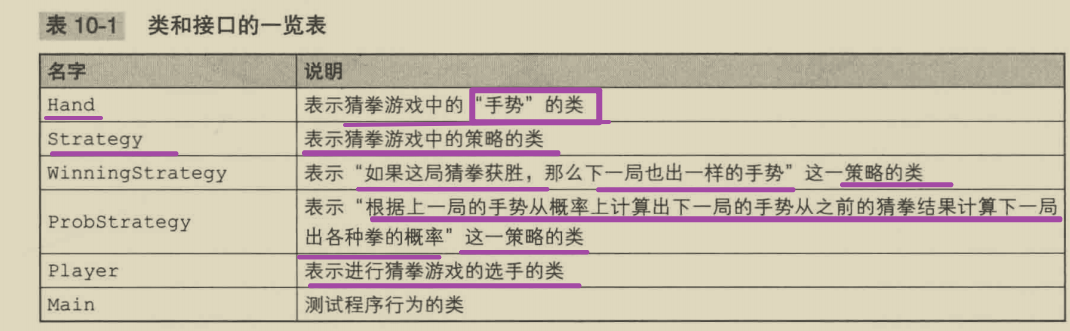 表 10-1 类和接口的一览表
名字 说明
Hand 表示猜拳游戏中的“手势”的类
Strategy 表示猜拳游戏中的策略的类
WinningStrategy 表示“如果这局猜拳获胜，那么下一局也出一样的手势”这一策略的类
ProbStrategy 表示“根据上一局的手势从概率上计算出下一局的手势从之前的猜拳结果计算下一局
出各种拳的概率”这一策略的类
Player 表示进行猜拳游戏的选手的类
Main 测试程序行为的类